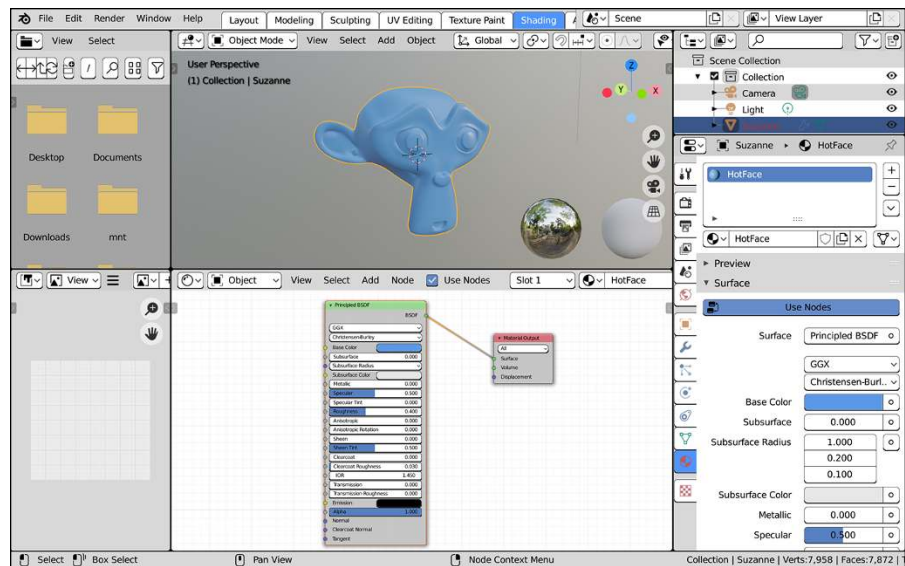 File Edit Render Window Help Layout Modeling Sculpting UV Editing Texture Paint Shading Scene View Layer
View Select
Object Mode View Select Add Object Global
User Perspective
(1) Collection | Suzanne
Z
Y
X
Desktop Documents
Downloads mnt
Scene Collection
Collection
Camera
Light
Suzanne HotFace
HotFace
HotFace
Preview
Surface
Use Nodes
Surface Principled BSDF
GGX
Christensen-Burl..
Base Color
Subsurface 0.000
Subsurface Radius 1.000
0.200
0.100
Subsurface Color
Metallic 0.000
Specular 0.500
View
Object View Select Add Node Use Nodes Slot 1 HotFace
Principled BSDF
BSDF
GGX
Christensen-Burley
Base Color
Subsurface 0.000
Subsurface Radius
Subsurface Color
Metallic 0.000
Specular 0.500
Specular Tint 0.000
Roughness 0.400
Anisotropic 0.000
Anisotropic Rotation 0.000
Sheen 0.000
Sheen Tint 0.500
Clearcoat 0.000
Clearcoat Roughness 0.030
IOR 1.450
Transmission 0.000
Transmission Roughness 0.000
Emission
Alpha 1.000
Normal
Clearcoat Normal
Tangent
Material Output
All
Surface
Volume
Displacement
Select Box Select Pan View Node Context Menu Collection | Suzanne | Verts:7,958 | Faces:7,872 |